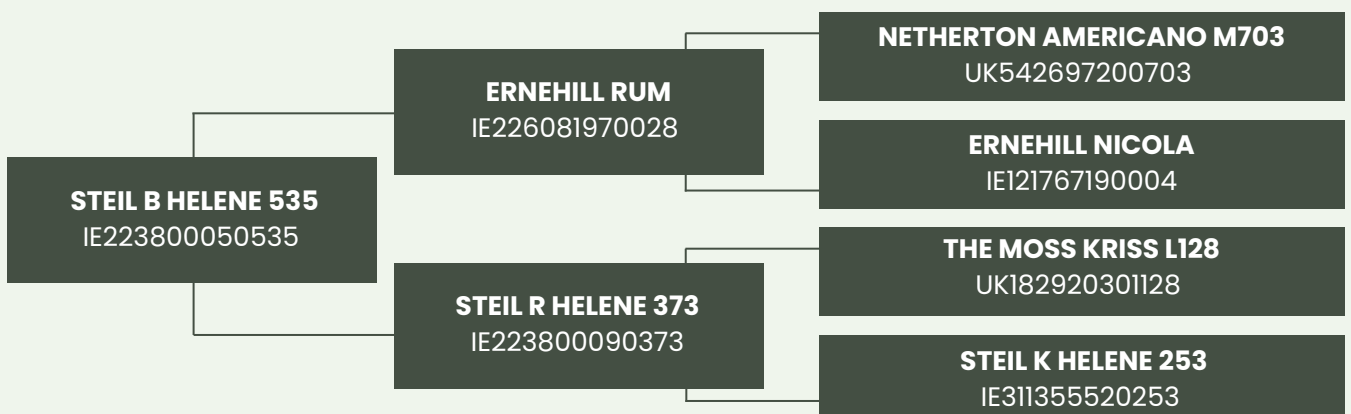 NETHERTON AMERICANO M703
UK542697200703
ERNEHILL RUM
IE226081970028
ERNEHILL NICOLA
IE121767190004
STEIL B HELENE 535
IE223800050535
THE MOSS KRISS L128
UK182920301128
STEIL R HELENE 373
IE223800090373
STEIL K HELENE 253
IE311355520253